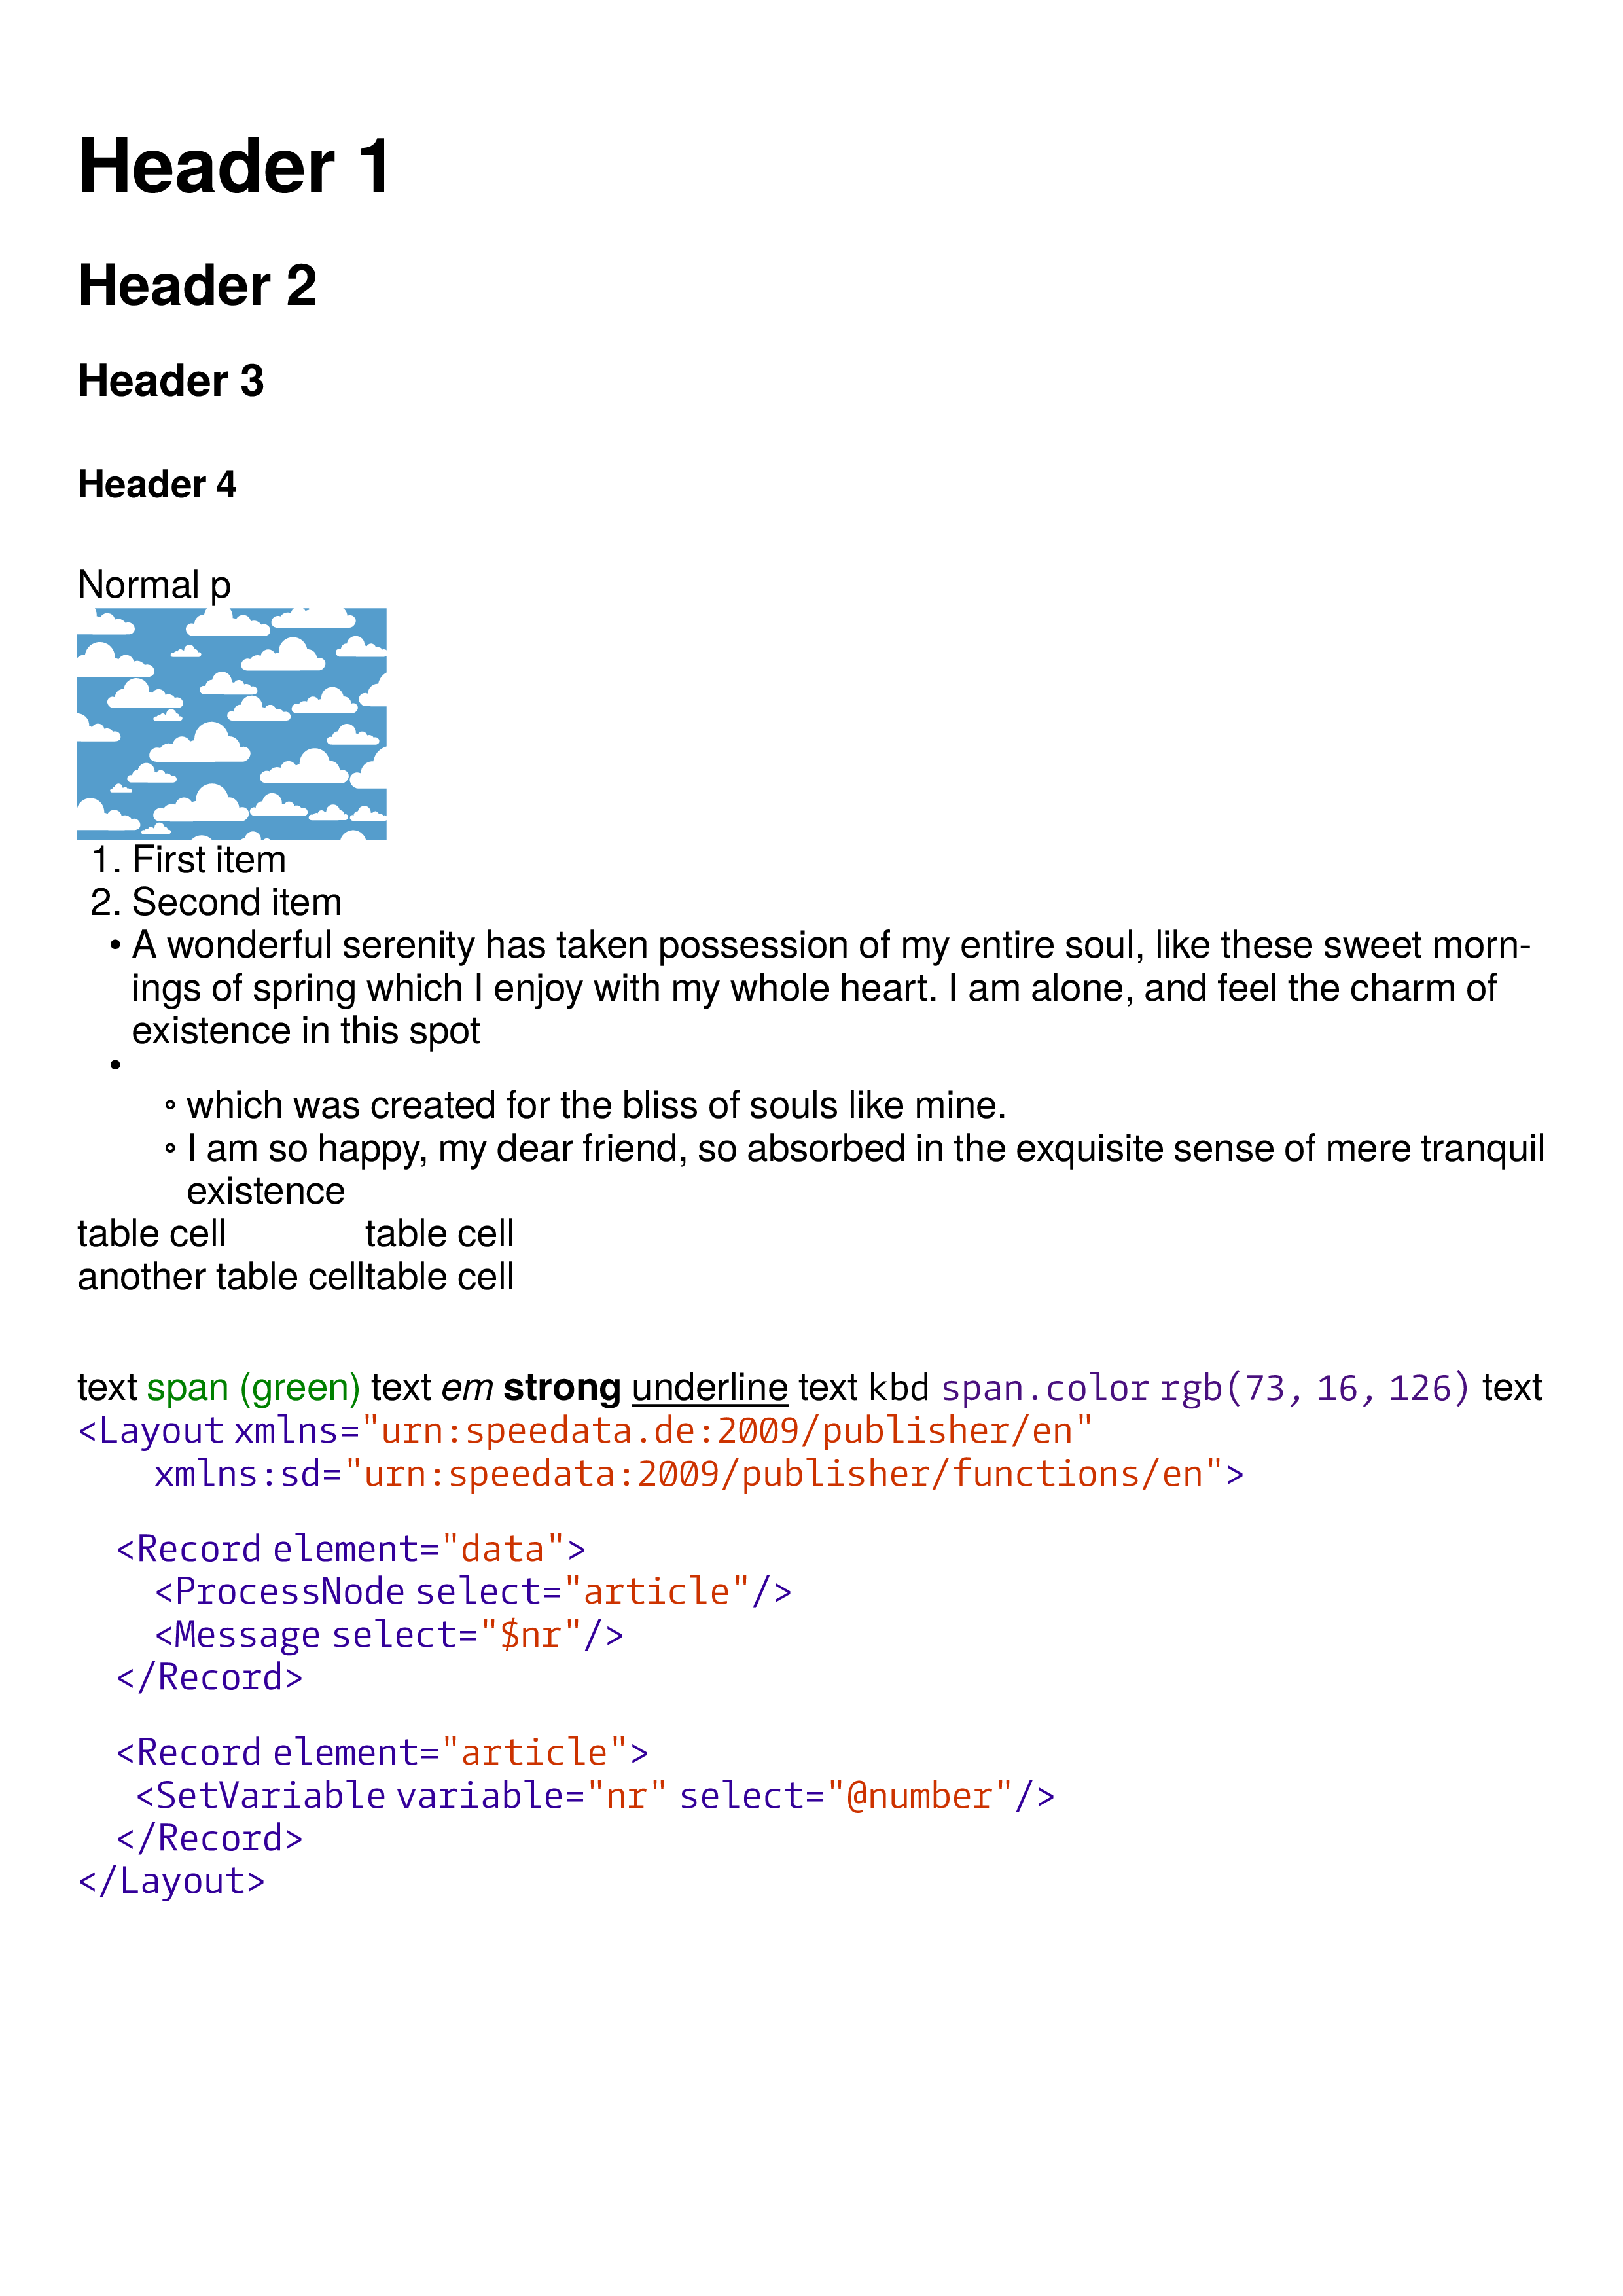 Header 1
Header 2
Header 3
Header 4
Normal p
1. First item
2. Second item
• A wonderful serenity has taken possession of my entire soul, like these sweet morn-
ings of spring which I enjoy with my whole heart. I am alone, and feel the charm of
existence in this spot
•
◦ which was created for the bliss of souls like mine.
◦ I am so happy, my dear friend, so absorbed in the exquisite sense of mere tranquil
existence
table cell table cell
another table celltable cell
text span (green) text em strong underline text kbd span.color rgb(73, 16, 126) text
<Layout xmlns="urn:speedata.de:2009/publisher/en"
xmlns:sd="urn:speedata:2009/publisher/functions/en">
<Record element="data">
<ProcessNode select="article"/>
<Message select="$nr"/>
</Record>
<Record element="article">
<SetVariable variable="nr" select="@number"/>
</Record>
</Layout>